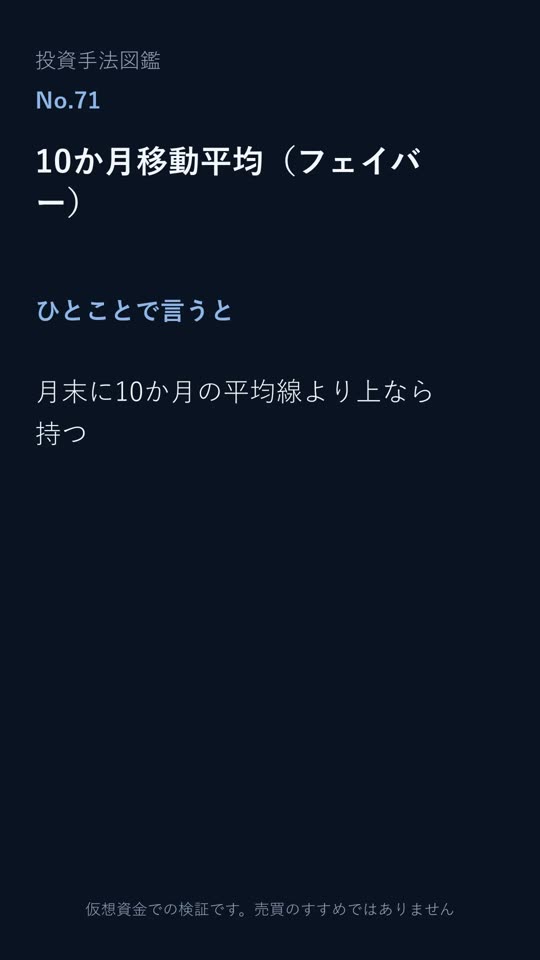 投資手法図鑑
No.71
10か月移動平均（フェイバ
ー）
ひとことで言うと
月末に10か月の平均線より上なら
持つ
仮想資金での検証です。売買のすすめではありません